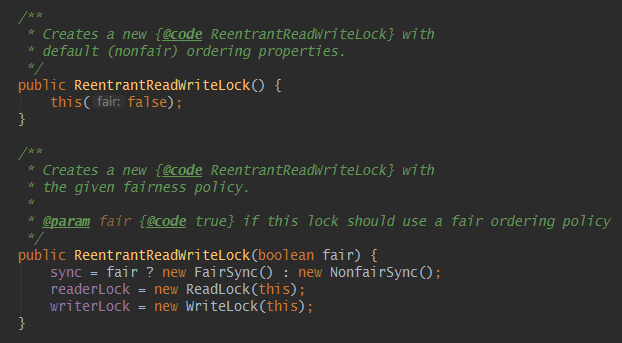 /**
 * Creates a new {@code ReentrantReadWriteLock} with
 * default (nonfair) ordering properties.
 */
public ReentrantReadWriteLock() {
    this( fair: false);
}
/**
 * Creates a new {@code ReentrantReadWriteLock} with
 * the given fairness policy.
 *
 * @param fair {@code true} if this lock should use a fair ordering policy
 */
public ReentrantReadWriteLock(boolean fair) {
    sync = fair ? new FairSync() : new NonfairSync();
    readerLock = new ReadLock(this);
    writerLock = new WriteLock(this);
}